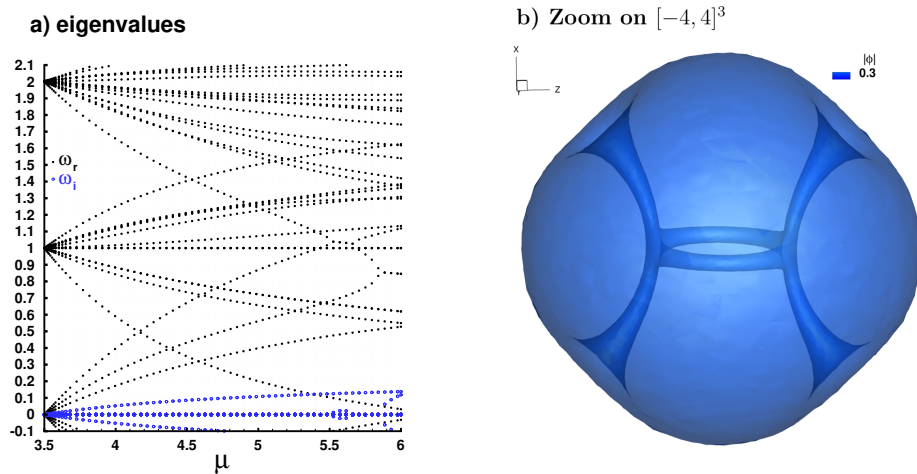 a) eigenvalues
2.1
2
1.9
1.8
1.7
1.6
1.5
1.4
1.3
1.2
1.1
1
0.9
0.8
0.7
0.6
0.5
0.4
0.3
0.2
0.1
0
-0.1
ω_r
ω_i
3.5 4 4.5 5 5.5 6
μ
b) Zoom on [−4, 4]³
X
Y
Z
|ϕ|
0.3